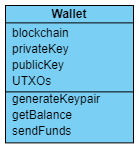 Wallet
blockchain
privateKey
publicKey
UTXOs
generateKeypair
getBalance
sendFunds